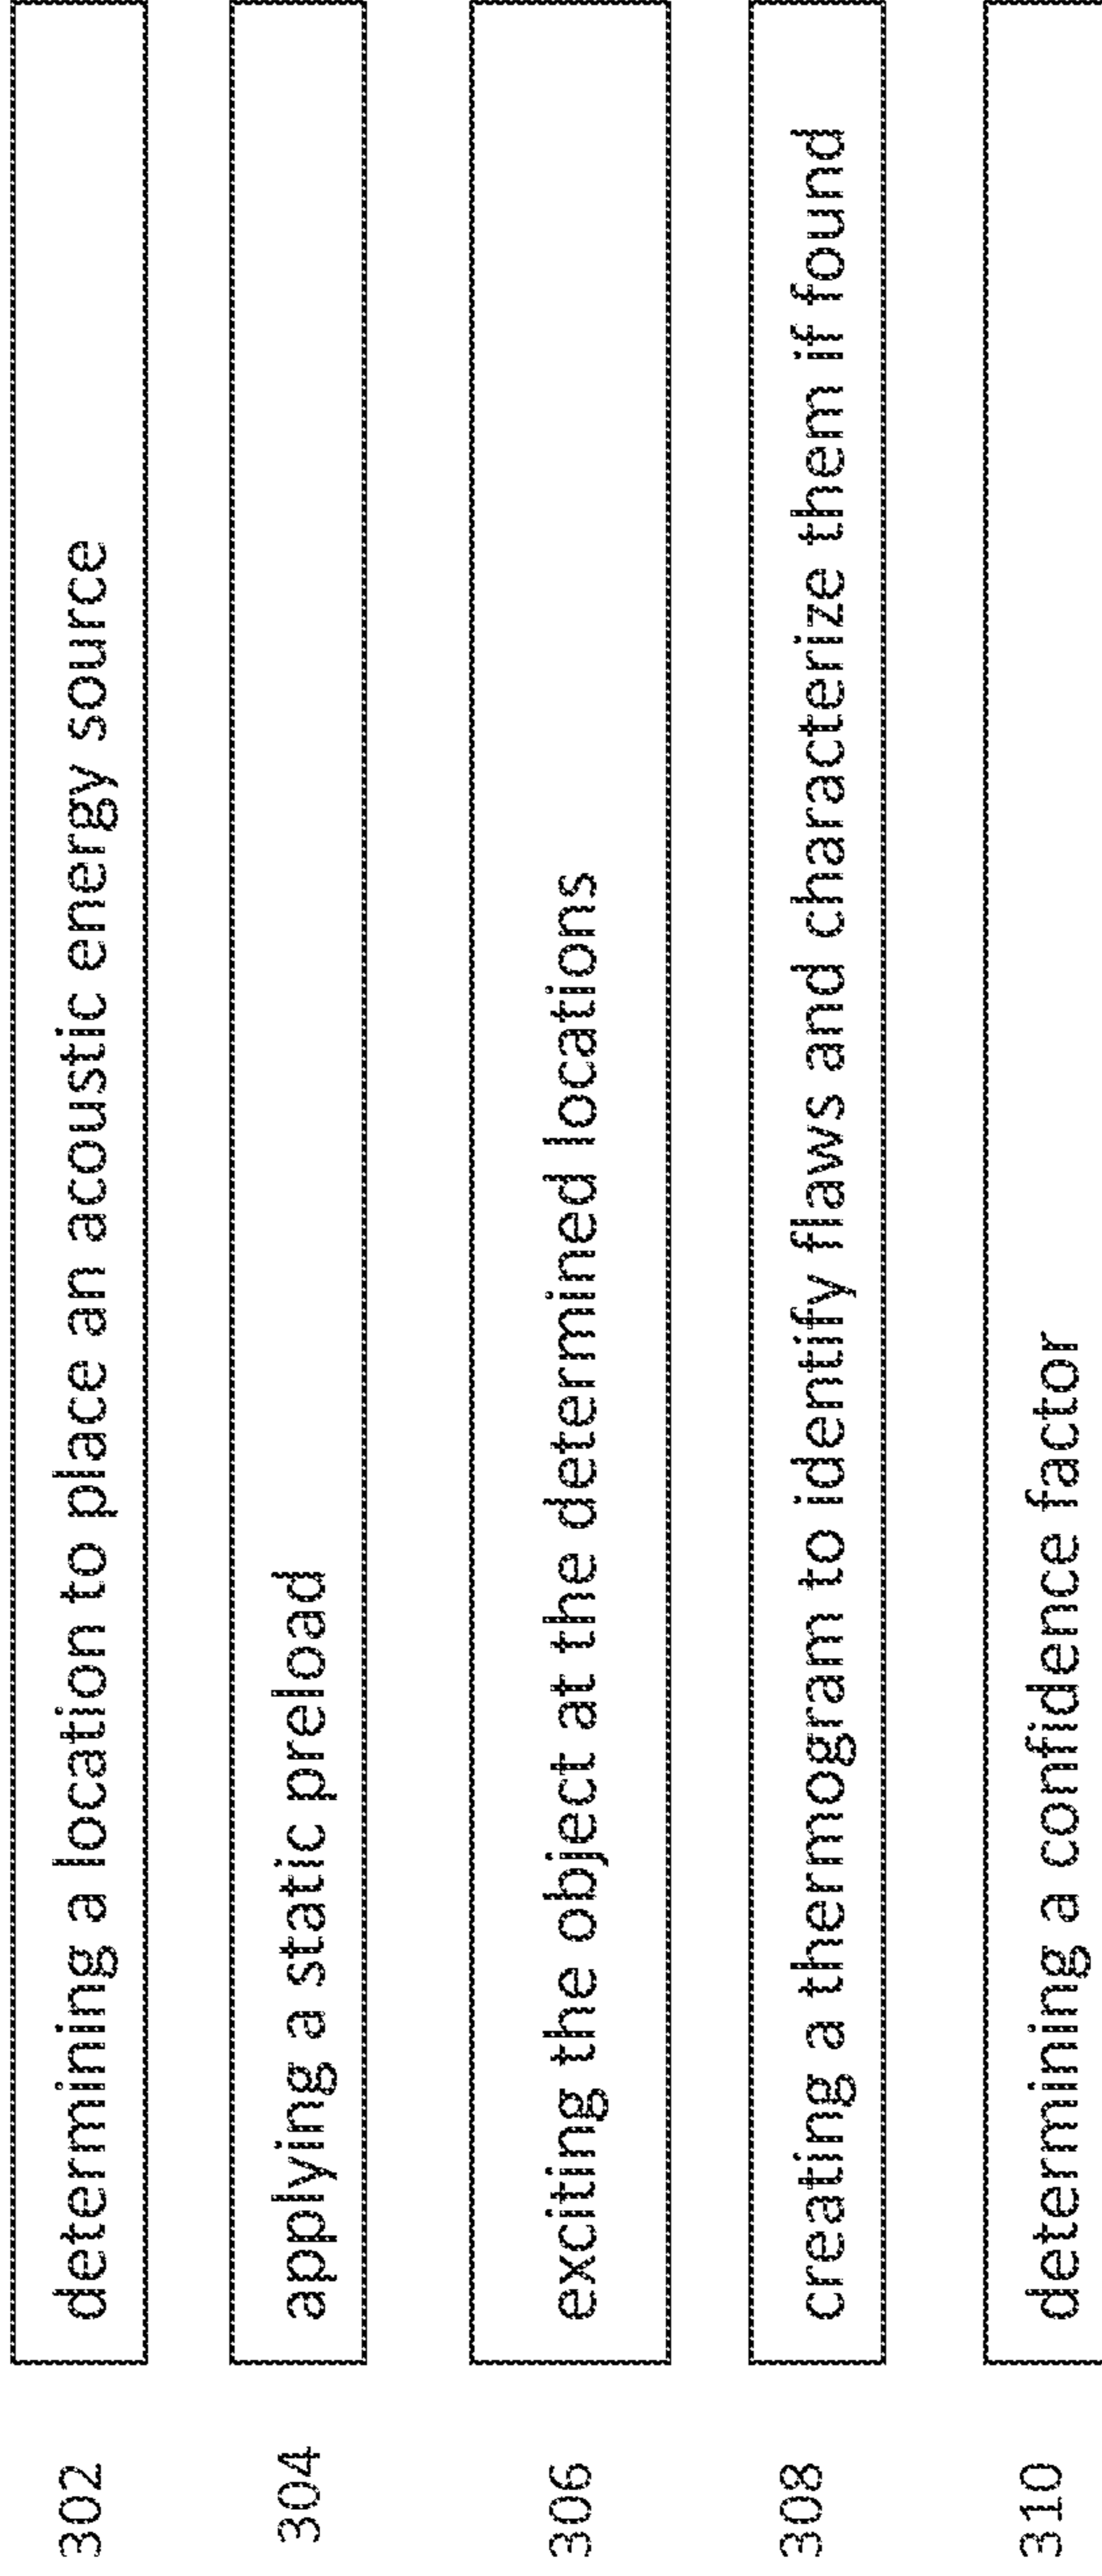 302 determining a location to place an acoustic energy source
304 applying a static preload
306 exciting the object at the determined locations
308 creating a thermogram to identify flaws and characterize them if found
310 determining a confidence factor